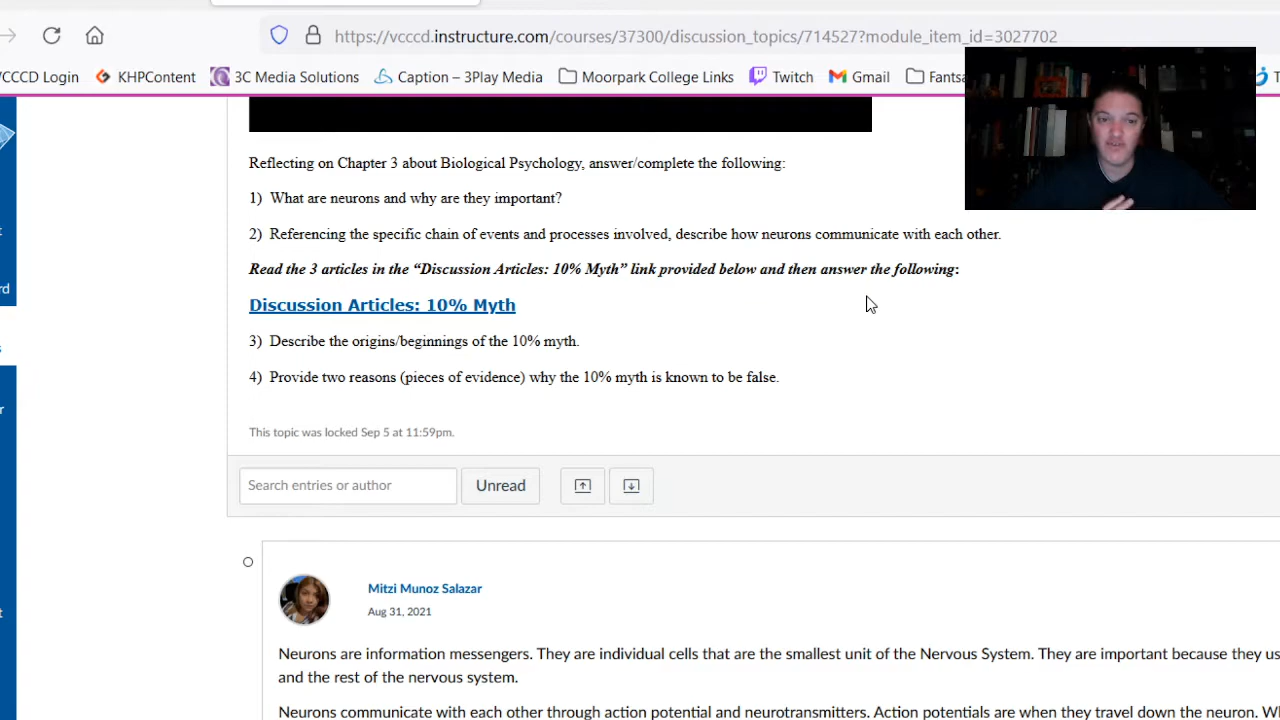 https://vcccd.instructure.com/courses/37300/discussion_topics/714527?module_item_id=3027702
CCCD Login KHPContent 3C Media Solutions Caption – 3Play Media Moorpark College Links Twitch Gmail Fantas
Reflecting on Chapter 3 about Biological Psychology, answer/complete the following:
1) What are neurons and why are they important?
2) Referencing the specific chain of events and processes involved, describe how neurons communicate with each other.
Read the 3 articles in the “Discussion Articles: 10% Myth” link provided below and then answer the following:
Discussion Articles: 10% Myth
3) Describe the origins/beginnings of the 10% myth.
4) Provide two reasons (pieces of evidence) why the 10% myth is known to be false.
This topic was locked Sep 5 at 11:59pm.
Search entries or author Unread
Mitzi Munoz Salazar
Aug 31, 2021
Neurons are information messengers. They are individual cells that are the smallest unit of the Nervous System. They are important because they us
and the rest of the nervous system.
Neurons communicate with each other through action potential and neurotransmitters. Action potentials are when they travel down the neuron. W